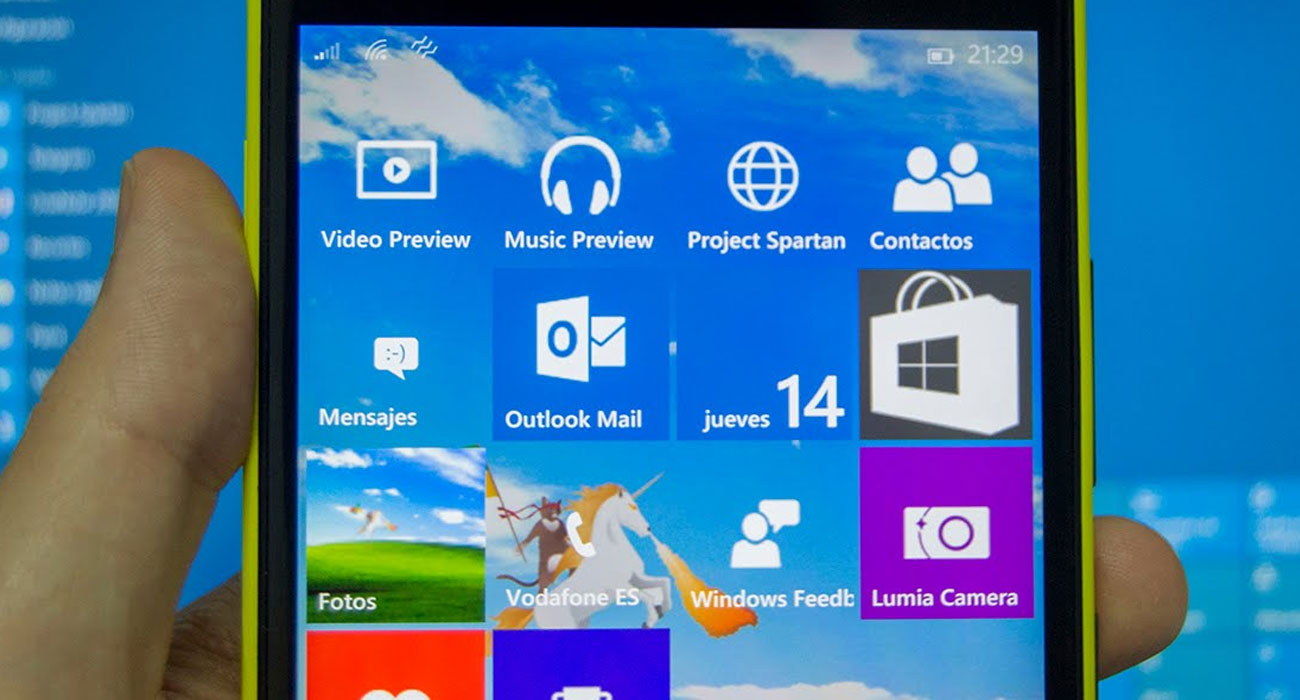 21:29
Video Preview
Music Preview
Project Spartan
Contactos
:-)
Mensajes
Outlook Mail
jueves 14
Fotos
Vodafone ES
Windows Feedb
Lumia Camera